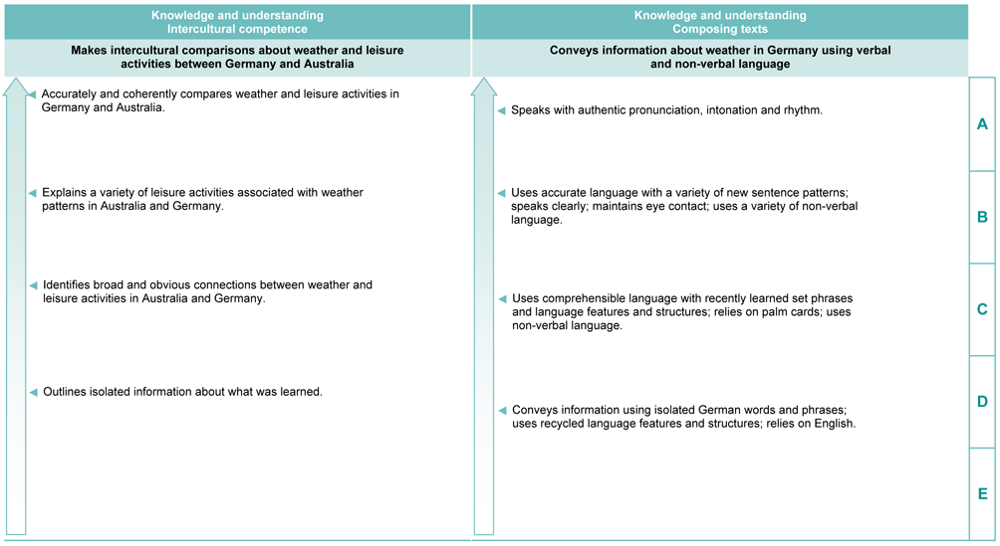 Knowledge and understanding
Intercultural competence
Makes intercultural comparisons about weather and leisure
activities between Germany and Australia
Accurately and coherently compares weather and leisure activities in
Germany and Australia.
Explains a variety of leisure activities associated with weather
patterns in Australia and Germany.
Identifies broad and obvious connections between weather and
leisure activities in Australia and Germany.
Outlines isolated information about what was learned.
Knowledge and understanding
Composing texts
Conveys information about weather in Germany using verbal
and non-verbal language
Speaks with authentic pronunciation, intonation and rhythm.
Uses accurate language with a variety of new sentence patterns;
speaks clearly; maintains eye contact; uses a variety of non-verbal
language.
Uses comprehensible language with recently learned set phrases
and language features and structures; relies on palm cards; uses
non-verbal language.
Conveys information using isolated German words and phrases;
uses recycled language features and structures; relies on English.
A
B
C
D
E